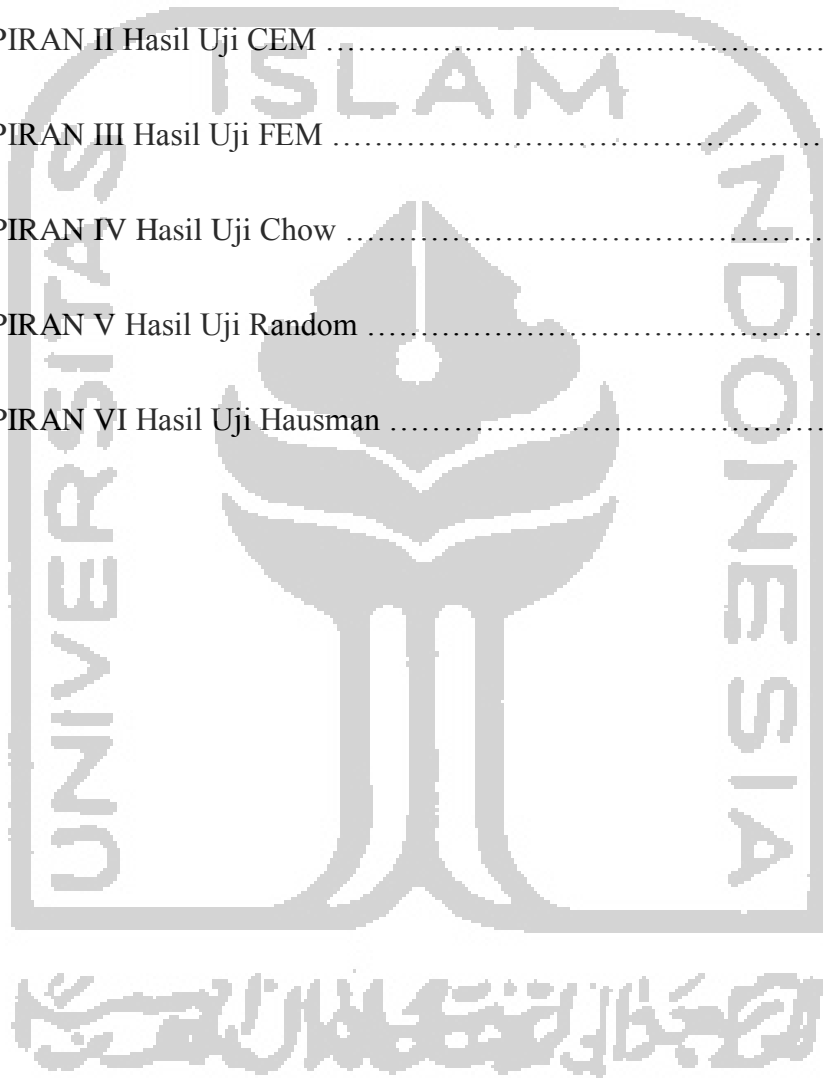 PIRAN II Hasil Uji CEM ……………………………………………
PIRAN III Hasil Uji FEM ……………………………………………
PIRAN IV Hasil Uji Chow ……………………………………………
PIRAN V Hasil Uji Random …………………………………………
PIRAN VI Hasil Uji Hausman ………………………………………
UNIVERSITAS
ISLAM
INDONESIA